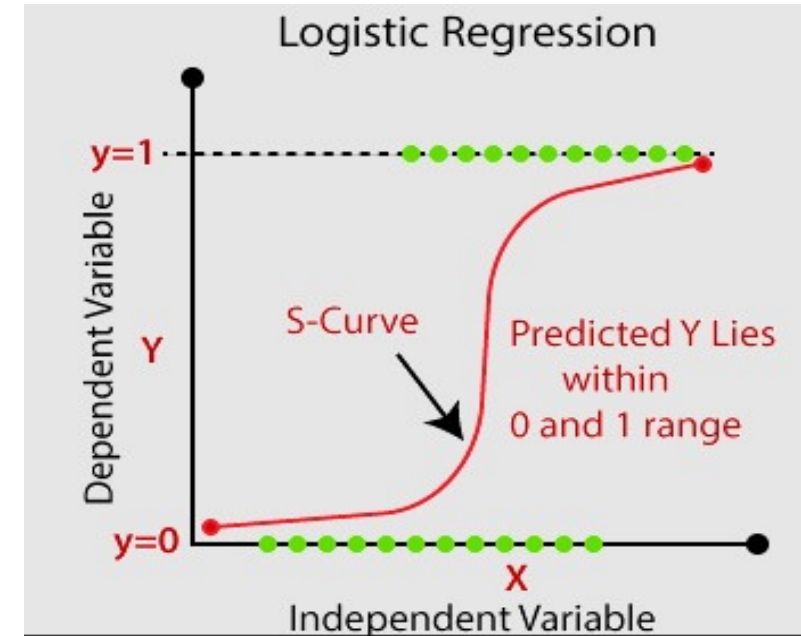 Logistic Regression
y=1
Dependent Variable
Y
S-Curve
Predicted Y Lies
within
0 and 1 range
y=0
X
Independent Variable